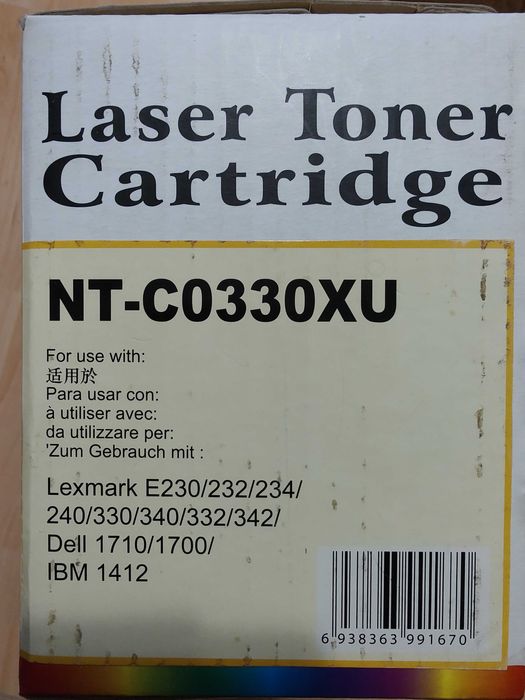 Laser Toner
Cartridge
NT-C0330XU
For use with:
适用於
Para usar con:
à utiliser avec:
da utilizzare per:
'Zum Gebrauch mit :
Lexmark E230/232/234/
240/330/340/332/342/
Dell 1710/1700/
IBM 1412
6 938363 991670